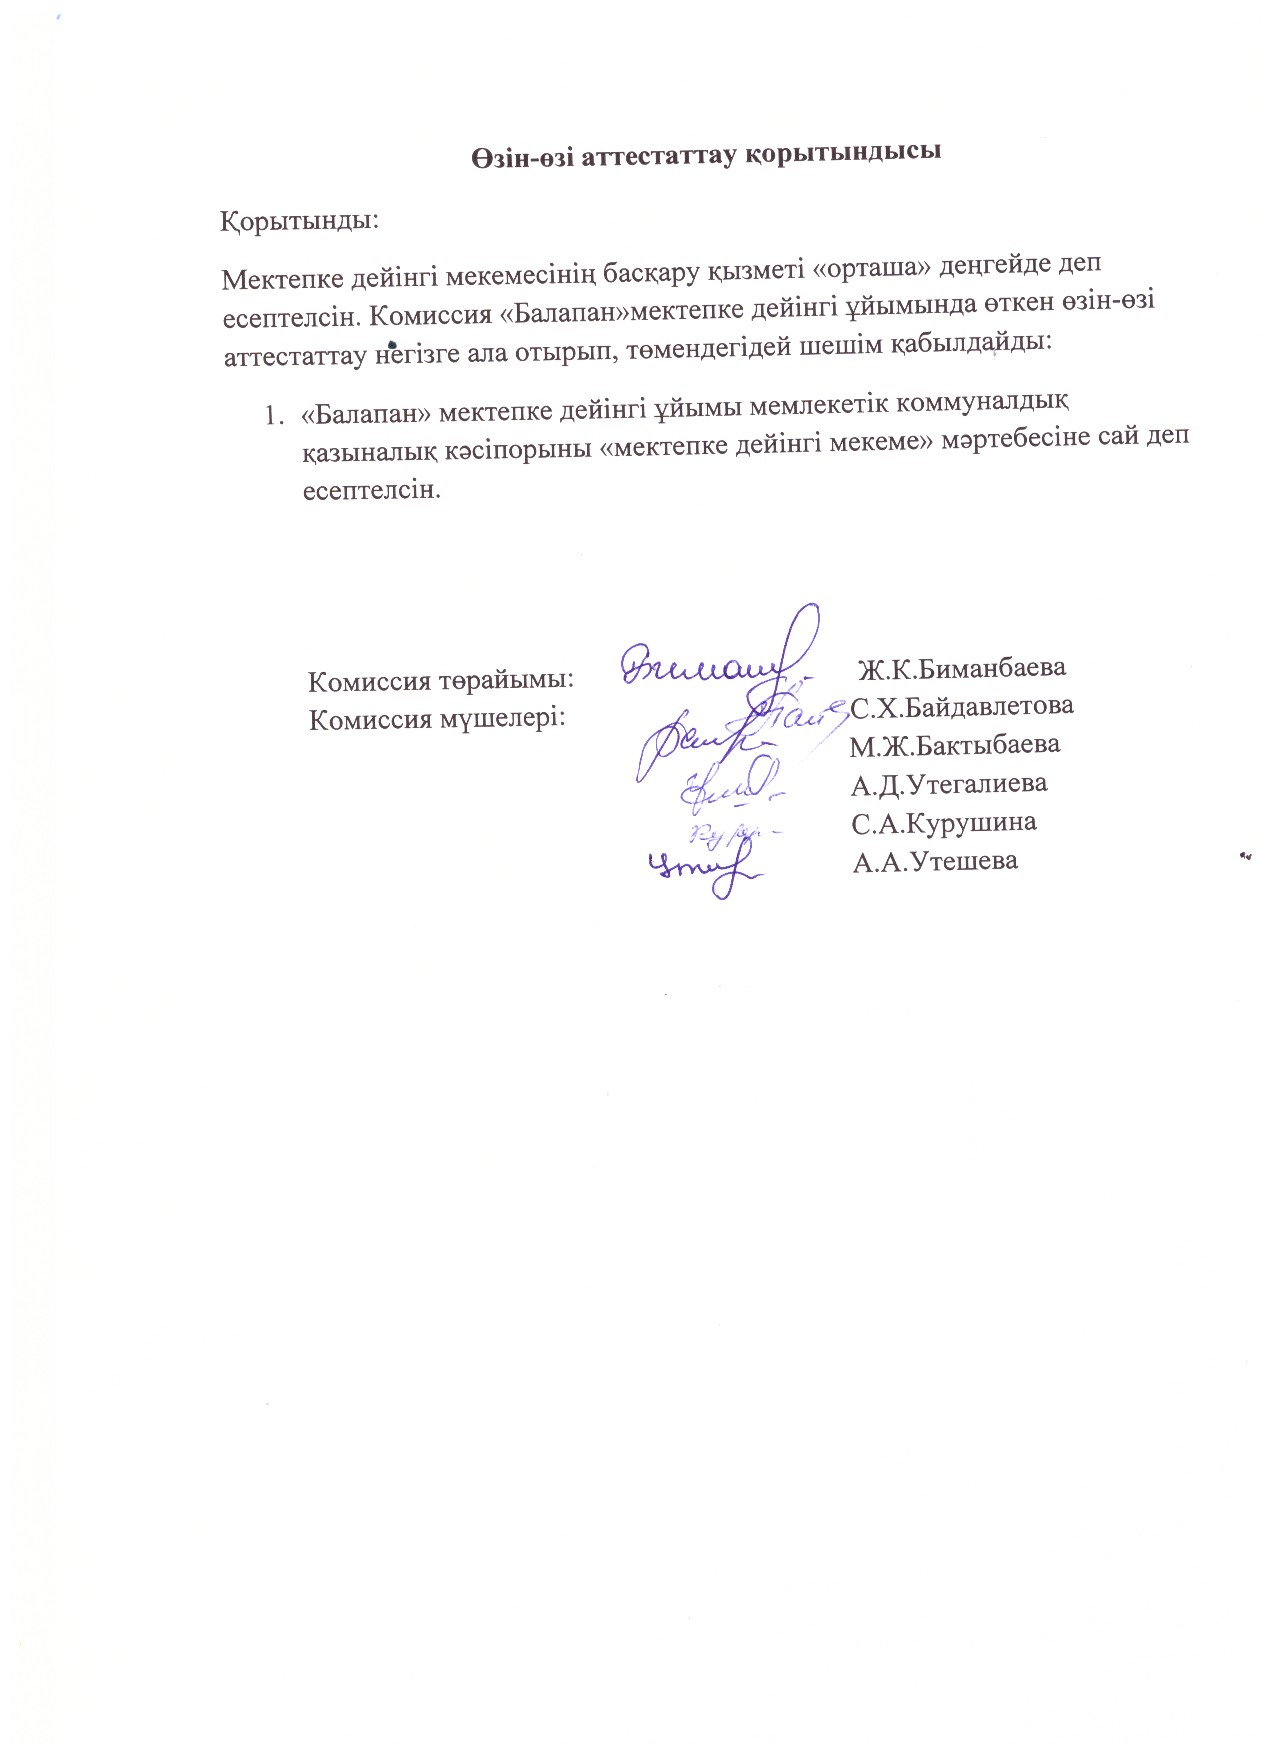 Өзін-өзі аттестаттау қорытындысы
Қорытынды:
Мектепке дейінгі мекемесінің басқару қызметі «орташа» деңгейде деп
есептелсін. Комиссия «Балапан»мектепке дейінгі ұйымында өткен өзін-өзі
аттестаттау негізге ала отырып, төмендегідей шешім қабылдайды:
1. «Балапан» мектепке дейінгі ұйымы мемлекетік коммуналдық
қазыналық кәсіпорыны «мектепке дейінгі мекеме» мәртебесіне сай деп
есептелсін.
Комиссия төрайымы: Ж.К.Биманбаева
Комиссия мүшелері: С.Х.Байдавлетова
М.Ж.Бактыбаева
А.Д.Утегалиева
С.А.Курушина
А.А.Утешева